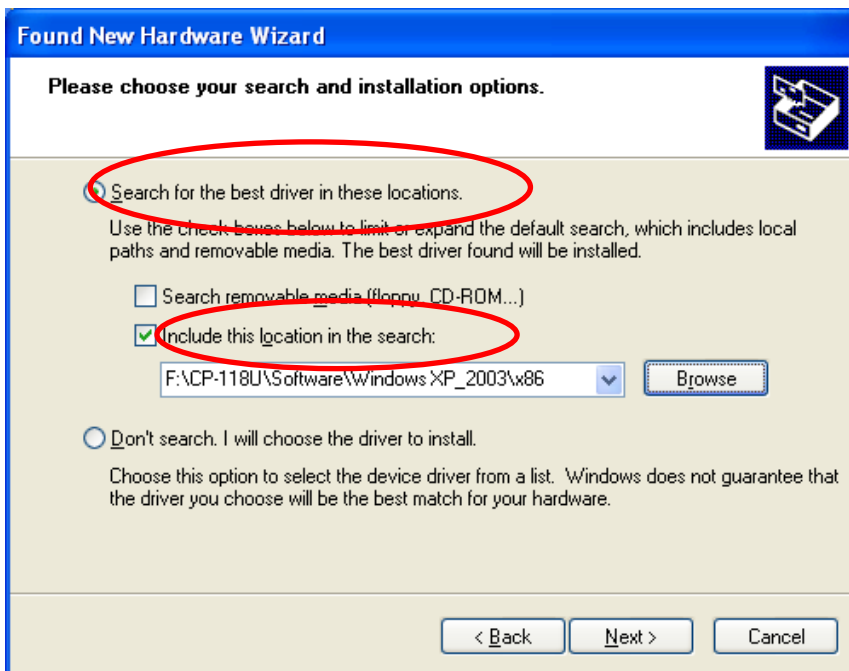 Found New Hardware Wizard
Please choose your search and installation options.
Search for the best driver in these locations.
Use the check boxes below to limit or expand the default search, which includes local
paths and removable media. The best driver found will be installed.
Search removable media (floppy, CD-ROM...)
Include this location in the search:
F:\CP-118U\Software\Windows XP_2003\x86
Browse
Don't search. I will choose the driver to install.
Choose this option to select the device driver from a list. Windows does not guarantee that
the driver you choose will be the best match for your hardware.
< Back Next > Cancel